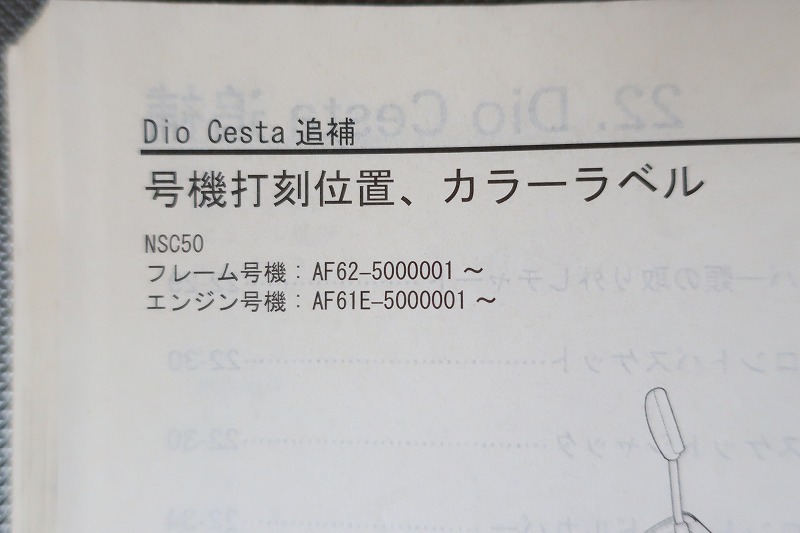 Dio Cesta 追補
号機打刻位置、カラーラベル
NSC50
フレーム号機：AF62-5000001 ～
エンジン号機：AF61E-5000001 ～